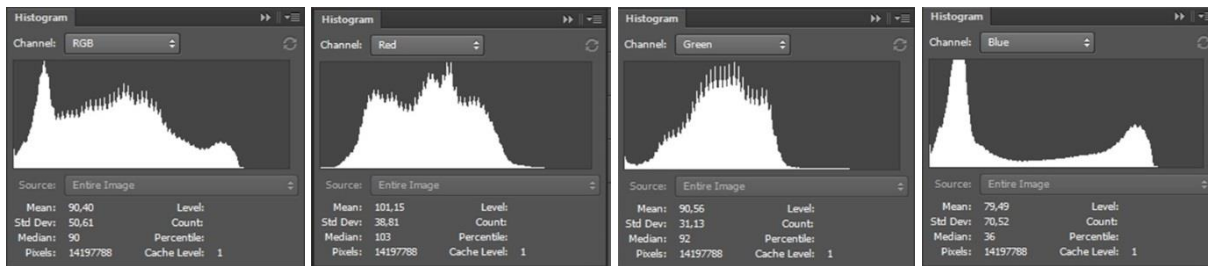 Histogram
Channel: RGB
Source: Entire Image
Mean: 90,40 Level:
Std Dev: 50,61 Count:
Median: 90 Percentile:
Pixels: 14197788 Cache Level: 1
Histogram
Channel: Red
Source: Entire Image
Mean: 101,15 Level:
Std Dev: 38,81 Count:
Median: 103 Percentile:
Pixels: 14197788 Cache Level: 1
Histogram
Channel: Green
Source: Entire Image
Mean: 90,56 Level:
Std Dev: 31,13 Count:
Median: 92 Percentile:
Pixels: 14197788 Cache Level: 1
Histogram
Channel: Blue
Source: Entire Image
Mean: 79,49 Level:
Std Dev: 70,52 Count:
Median: 36 Percentile:
Pixels: 14197788 Cache Level: 1